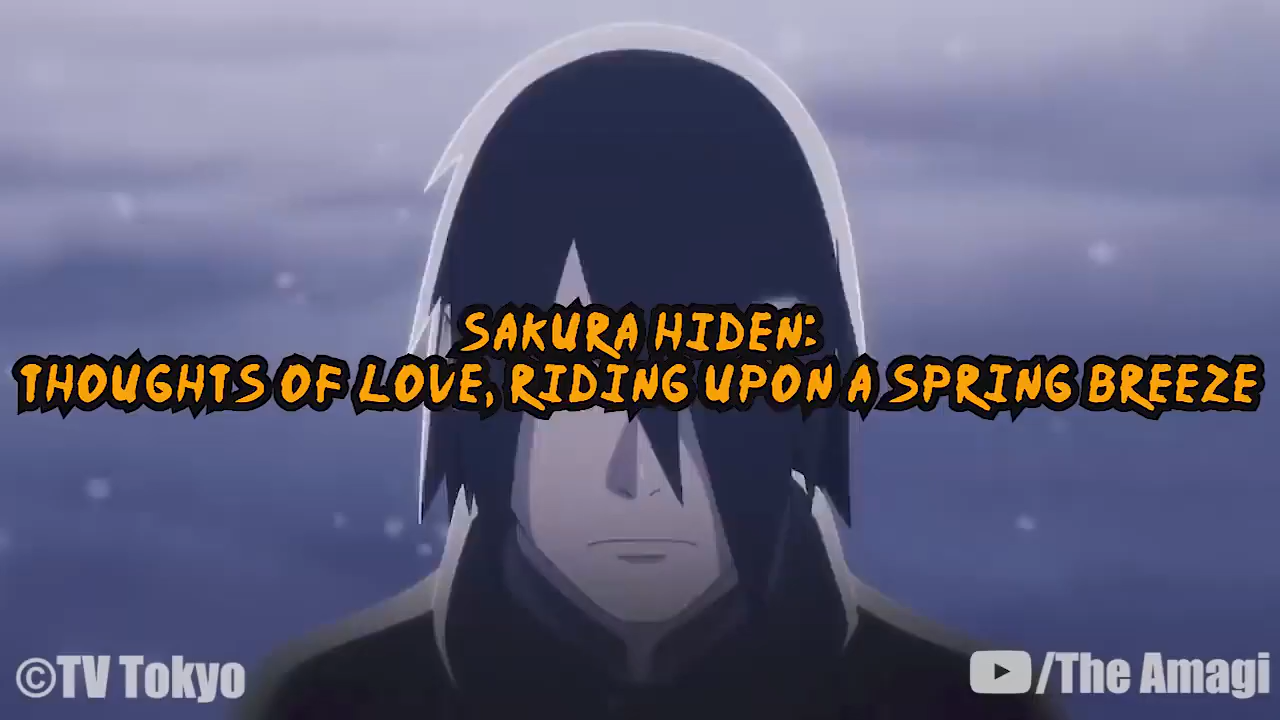 SAKURA HIDEN:
THOUGHTS OF LOVE, RIDING UPON A SPRING BREEZE
©TV Tokyo
/The Amagi